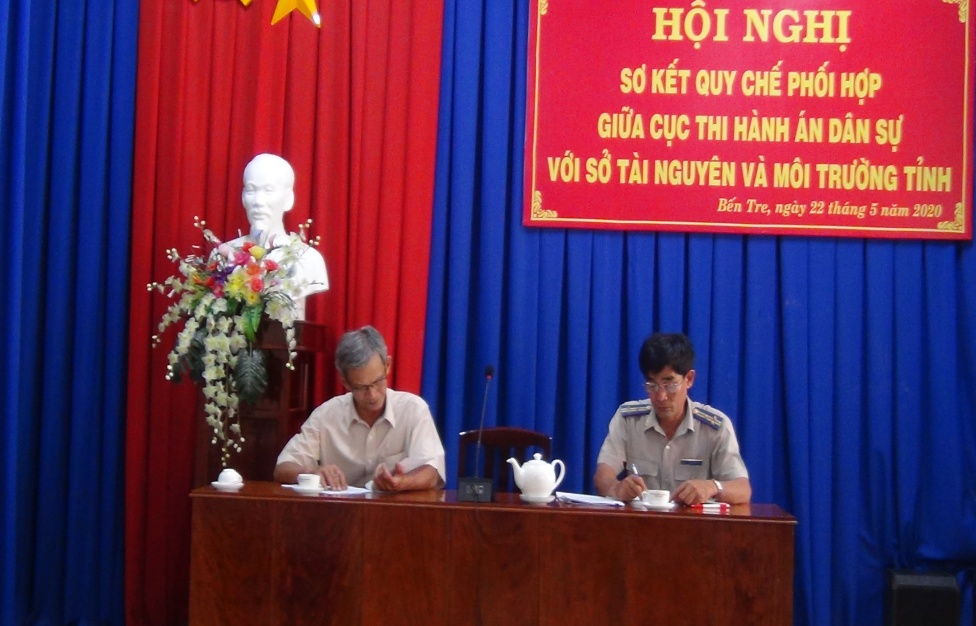 HỘI NGHỊ
SƠ KẾT QUY CHẾ PHỐI HỢP
GIỮA CỤC THI HÀNH ÁN DÂN SỰ
VỚI SỞ TÀI NGUYÊN VÀ MÔI TRƯỜNG TỈNH
Bến Tre, ngày 22 tháng 5 năm 2020